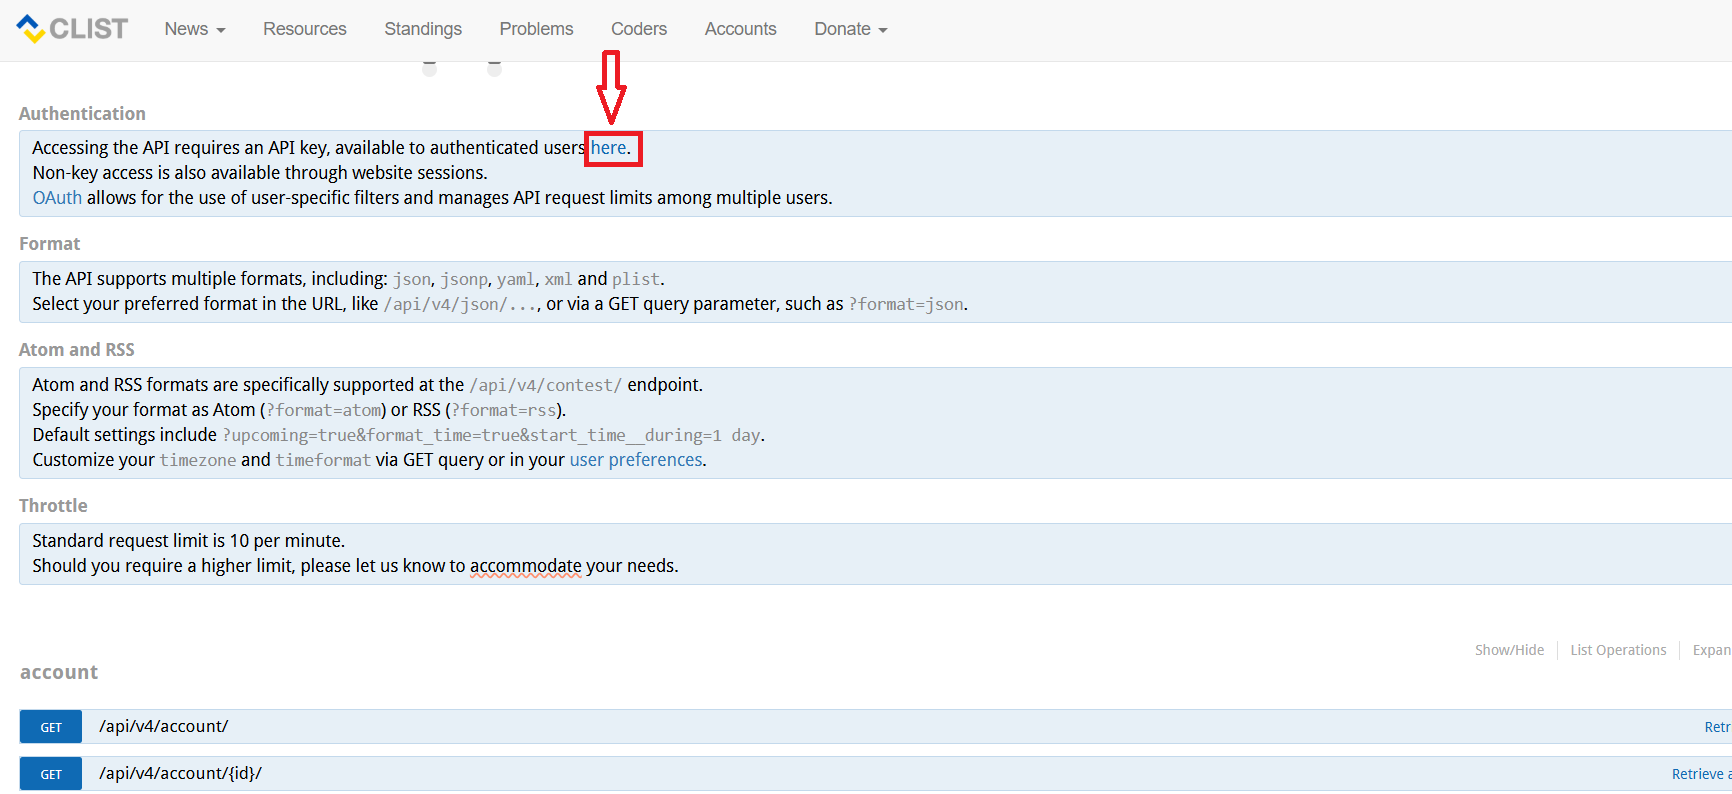 CLIST News Resources Standings Problems Coders Accounts Donate
Authentication
Accessing the API requires an API key, available to authenticated users here.
Non-key access is also available through website sessions.
OAuth allows for the use of user-specific filters and manages API request limits among multiple users.
Format
The API supports multiple formats, including: json, jsonp, yaml, xml and plist.
Select your preferred format in the URL, like /api/v4/json/..., or via a GET query parameter, such as ?format=json.
Atom and RSS
Atom and RSS formats are specifically supported at the /api/v4/contest/ endpoint.
Specify your format as Atom (?format=atom) or RSS (?format=rss).
Default settings include ?upcoming=true&format_time=true&start_time__during=1 day.
Customize your timezone and timeformat via GET query or in your user preferences.
Throttle
Standard request limit is 10 per minute.
Should you require a higher limit, please let us know to accommodate your needs.
Show/Hide List Operations Expan
account
GET /api/v4/account/ Retr
GET /api/v4/account/{id}/ Retrieve a